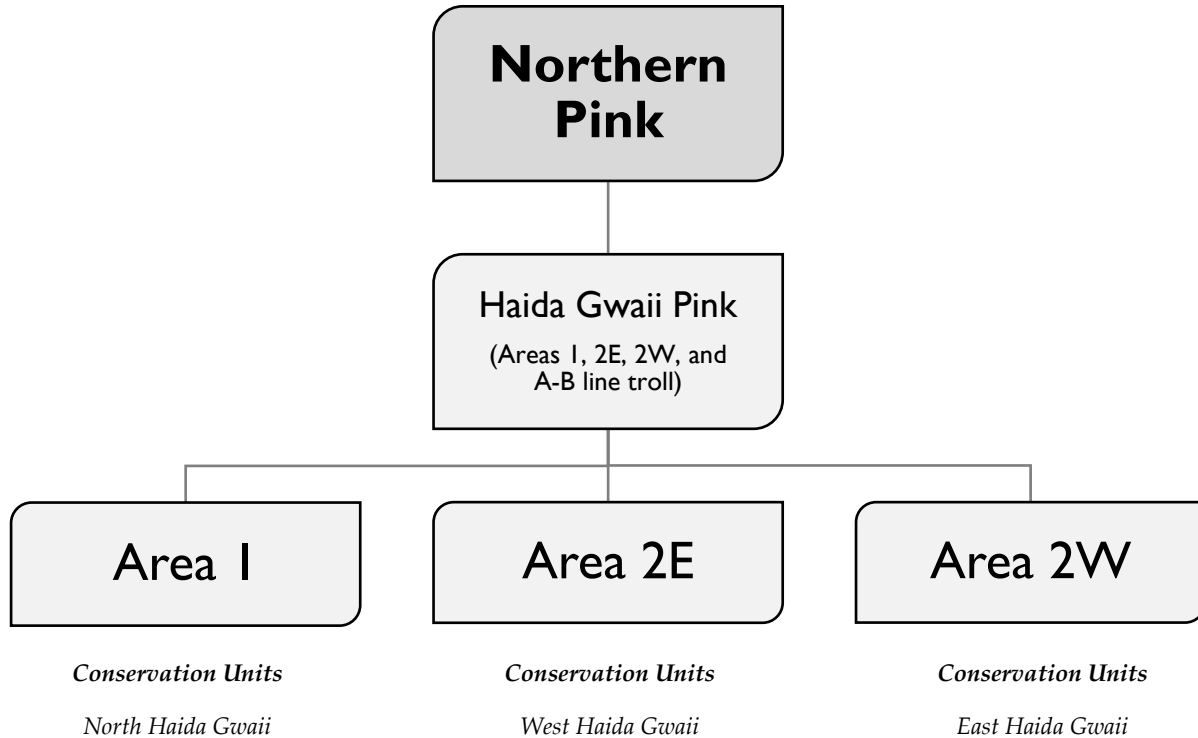 Northern
Pink
Haida Gwaii Pink
(Areas 1, 2E, 2W, and
A-B line troll)
Area 1
Area 2E
Area 2W
Conservation Units
Conservation Units
Conservation Units
North Haida Gwaii
West Haida Gwaii
East Haida Gwaii